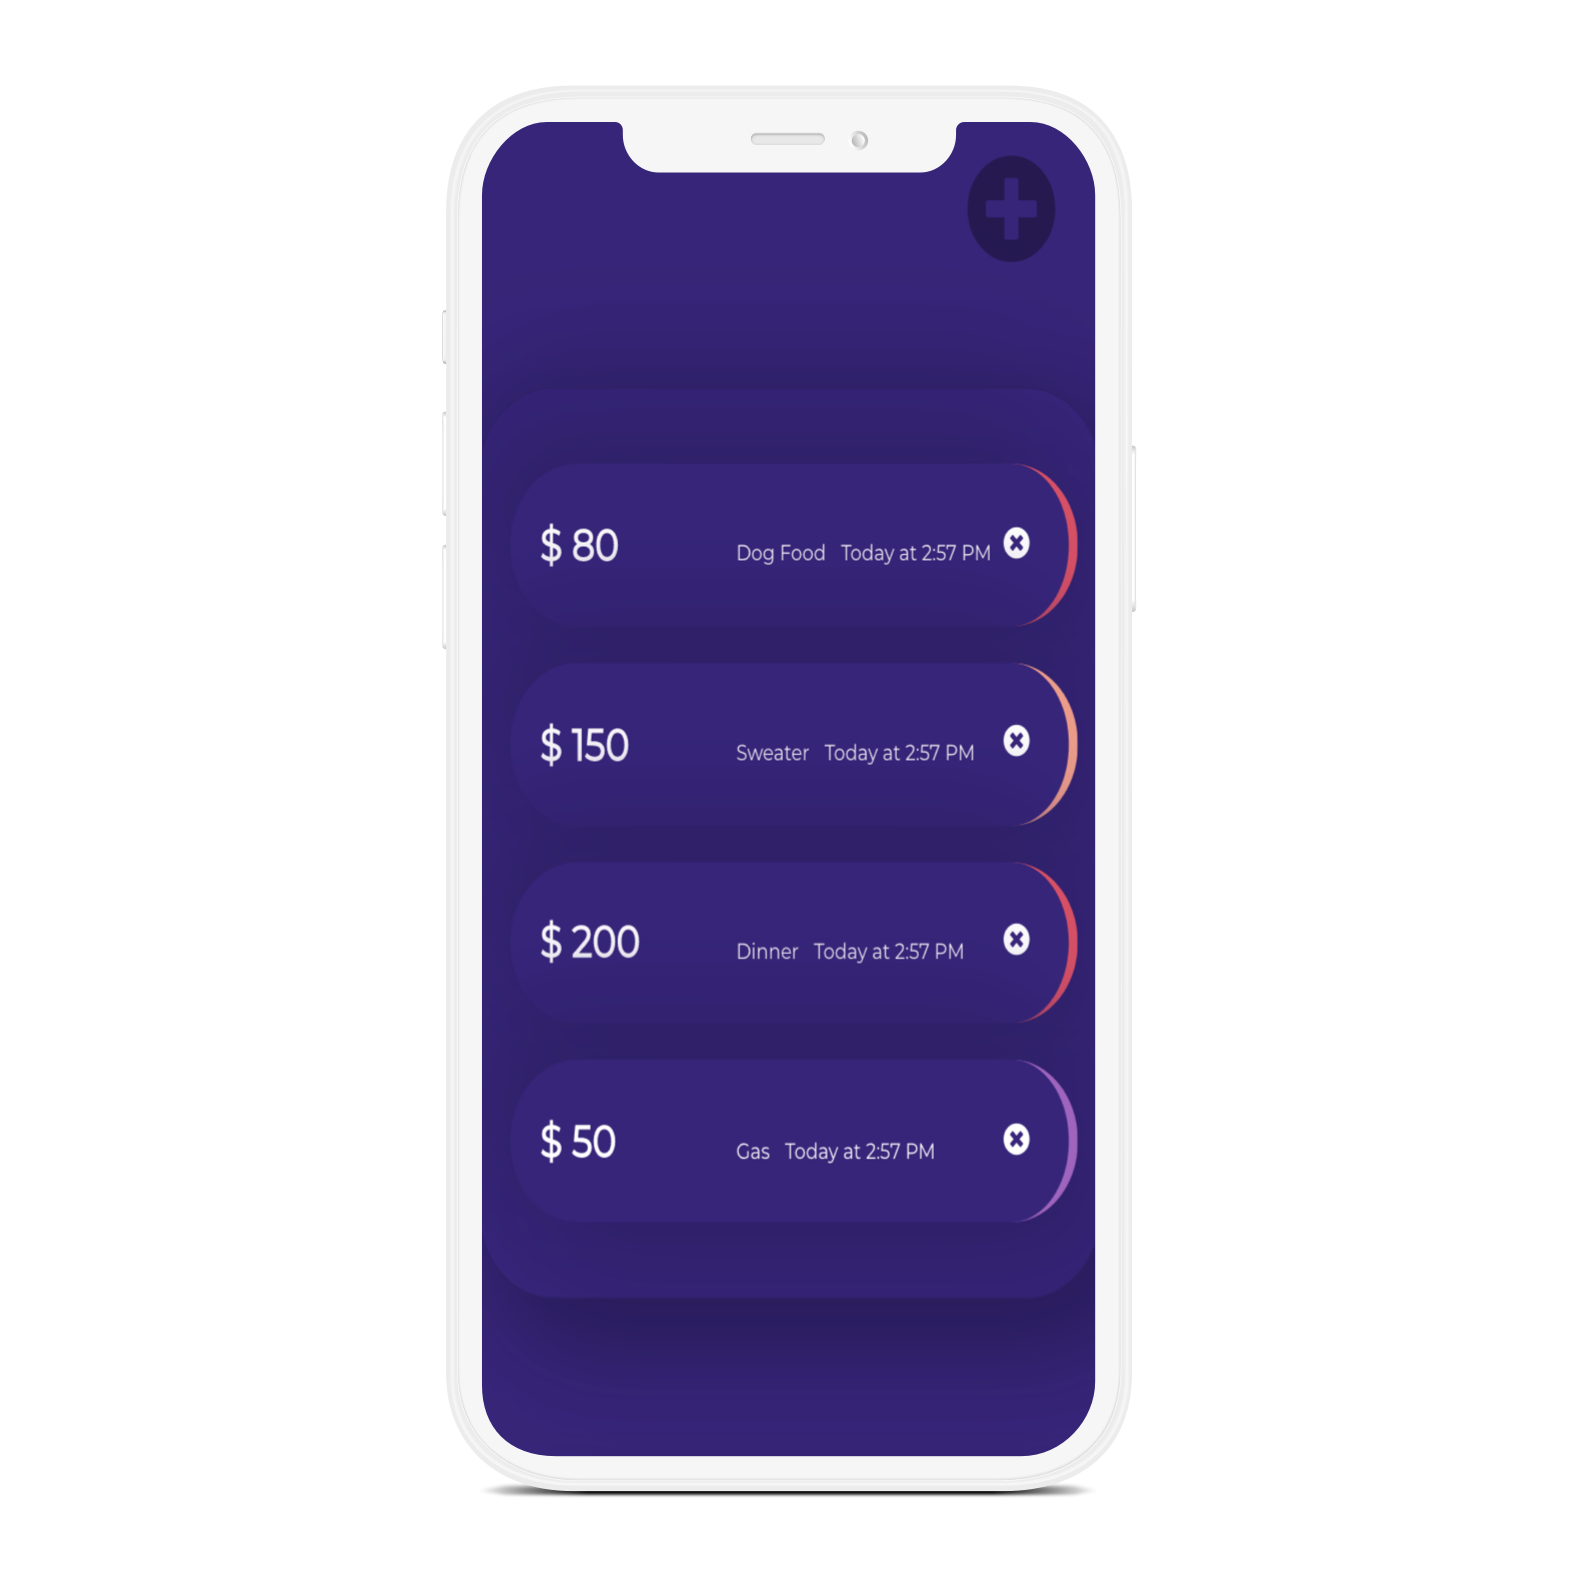 $ 80 Dog Food Today at 2:57 PM
$ 150 Sweater Today at 2:57 PM
$ 200 Dinner Today at 2:57 PM
$ 50 Gas Today at 2:57 PM